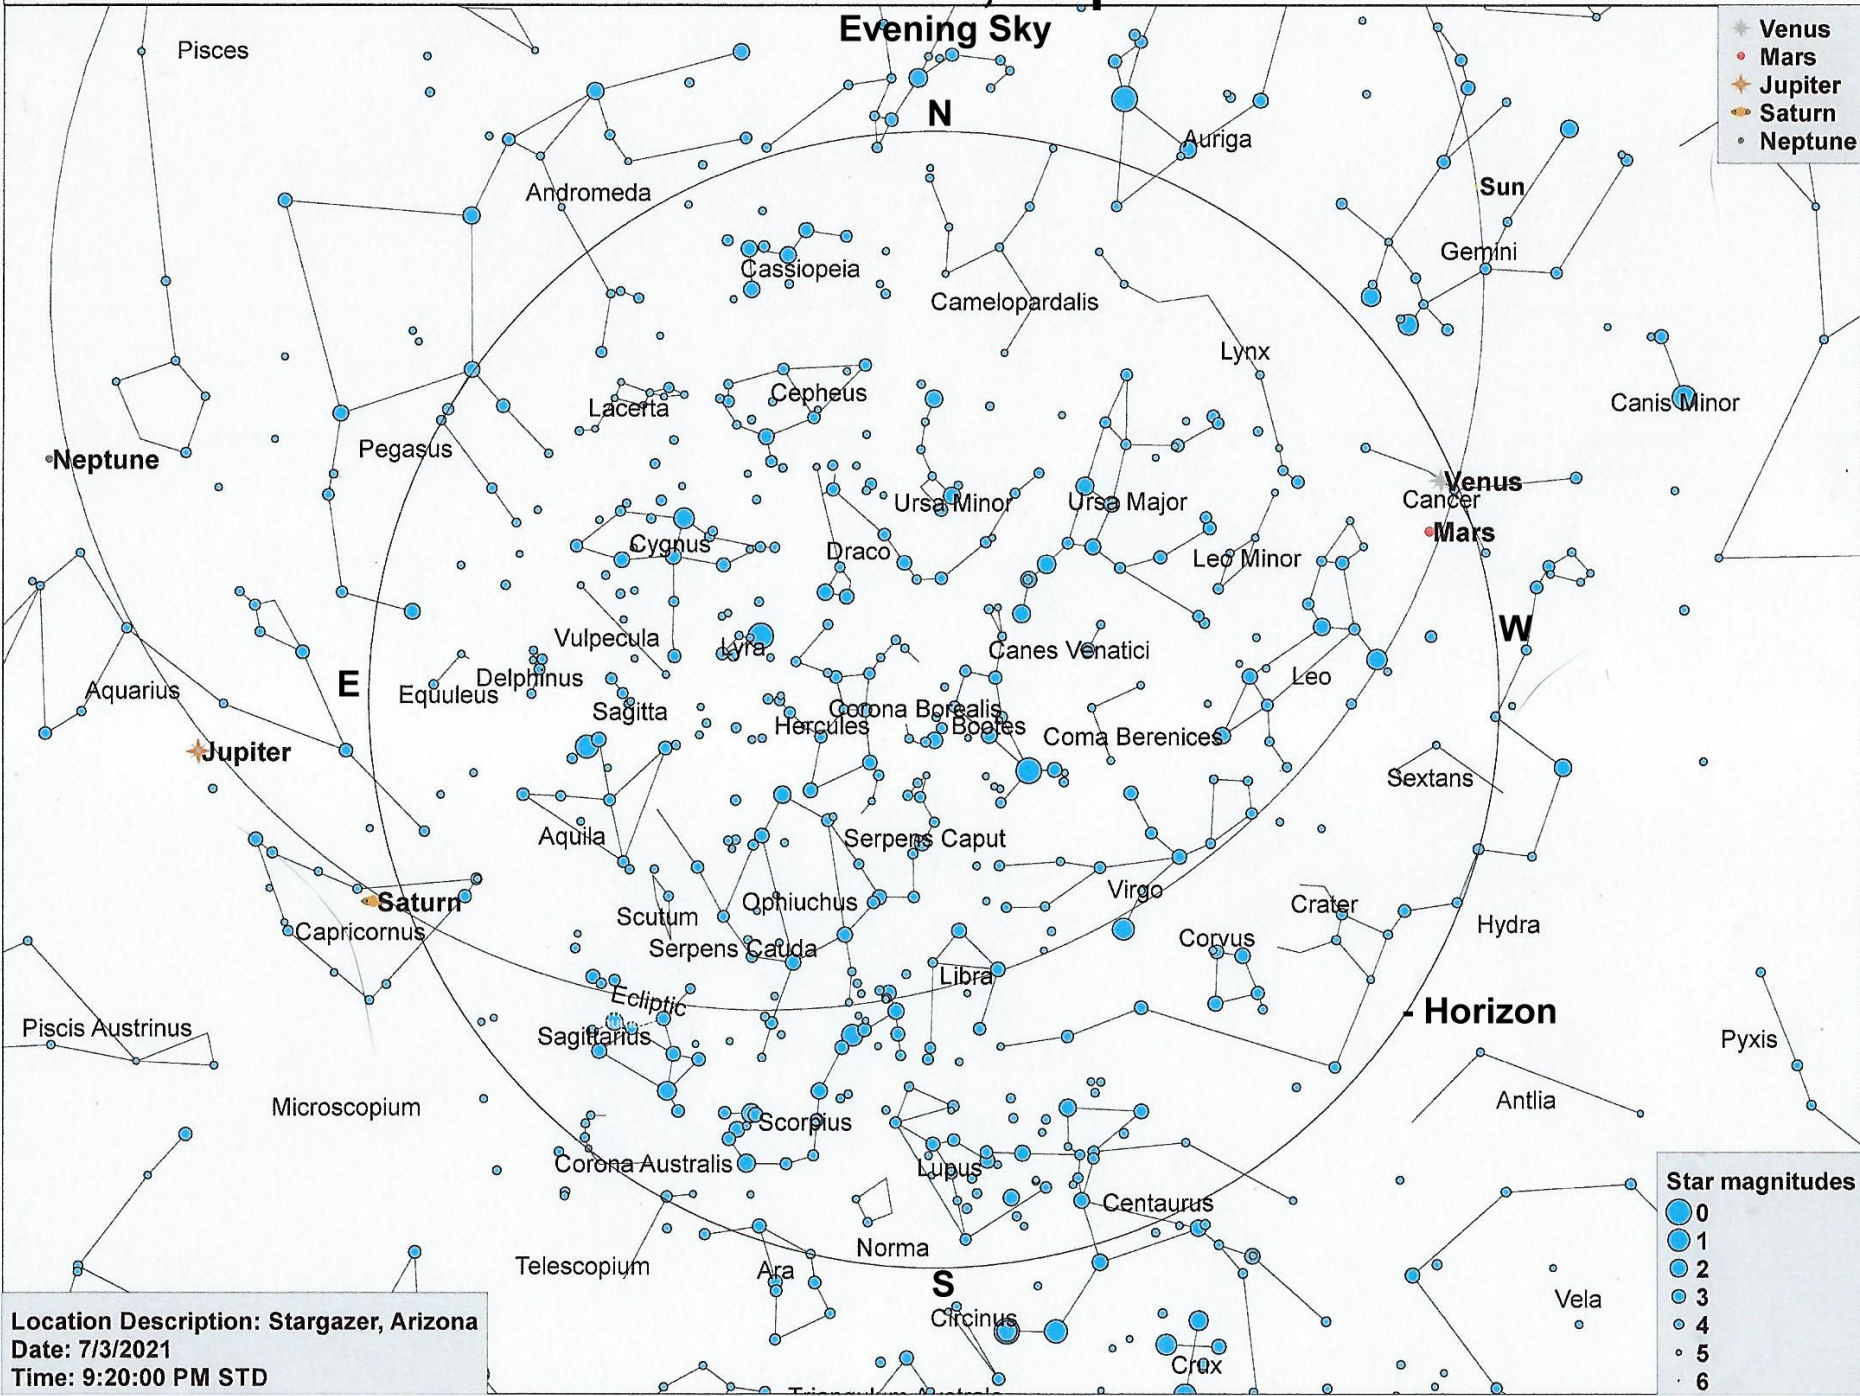 Evening Sky
Venus
Mars
Jupiter
Saturn
Neptune
Pisces
N
Auriga
Sun
Andromeda
Gemini
Cassiopeia
Camelopardalis
Lynx
Cepheus
Lacerta
Canis Minor
Pegasus
Neptune
Venus
Ursa Minor
Ursa Major
Cancer
Mars
Cygnus
Draco
Leo Minor
W
Vulpecula
Lyra
Canes Venatici
Delphinus
Leo
E
Equuleus
Aquarius
Sagitta
Corona Borealis
Hercules
Bootes
Coma Berenices
Jupiter
Sextans
Aquila
Serpens Caput
Virgo
Saturn
Ophiuchus
Crater
Scutum
Hydra
Capricornus
Corvus
Serpens Cauda
Libra
Ecliptic
- Horizon
Piscis Austrinus
Sagittarius
Pyxis
Microscopium
Antlia
Scorpius
Corona Australis
Lupus
Centaurus
Norma
Telescopium
Ara
S
Vela
Circinus
Crux
Star magnitudes
0
1
2
3
4
5
6
Location Description: Stargazer, Arizona
Date: 7/3/2021
Time: 9:20:00 PM STD